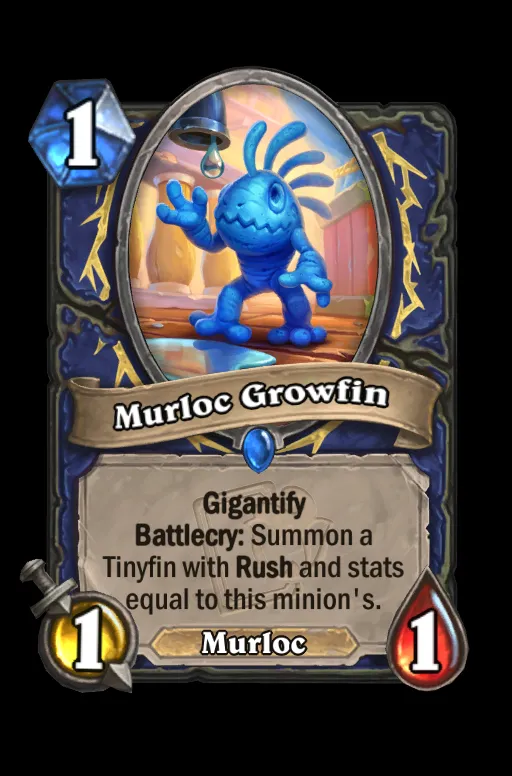 1
Murloc Growfin
Gigantify
Battlecry: Summon a
Tinyfin with Rush and stats
equal to this minion's.
1
Murloc
1